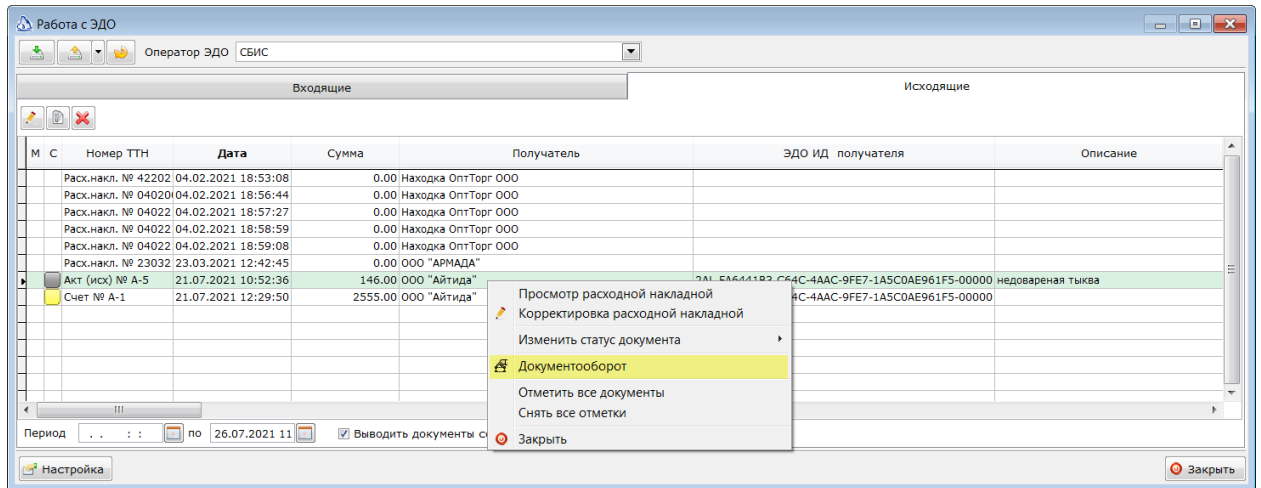 Работа с ЭДО
Оператор ЭДО СБИС
Входящие Исходящие
М С Номер ТТН Дата Сумма Получатель ЭДО ИД получателя Описание
Расх.накл. № 42202 04.02.2021 18:53:08 0.00 Находка ОптТорг ООО
Расх.накл. № 04020 04.02.2021 18:56:44 0.00 Находка ОптТорг ООО
Расх.накл. № 04022 04.02.2021 18:57:27 0.00 Находка ОптТорг ООО
Расх.накл. № 04022 04.02.2021 18:58:59 0.00 Находка ОптТорг ООО
Расх.накл. № 04022 04.02.2021 18:59:08 0.00 Находка ОптТорг ООО
Расх.накл. № 23032 23.03.2021 12:42:45 0.00 ООО "АРМАДА"
Акт (исх) № А-5 21.07.2021 10:52:36 146.00 ООО "Айтида" -4AAC-9FE7-1A5C0AE961F5-00000 недовареная тыква
Счет № А-1 21.07.2021 12:29:50 2555.00 ООО "Айтида" 4C-4AAC-9FE7-1A5C0AE961F5-00000
Просмотр расходной накладной
Корректировка расходной накладной
Изменить статус документа
Документооборот
Отметить все документы
Снять все отметки
Закрыть
Период . . : : по 26.07.2021 11 Выводить документы
Настройка Закрыть